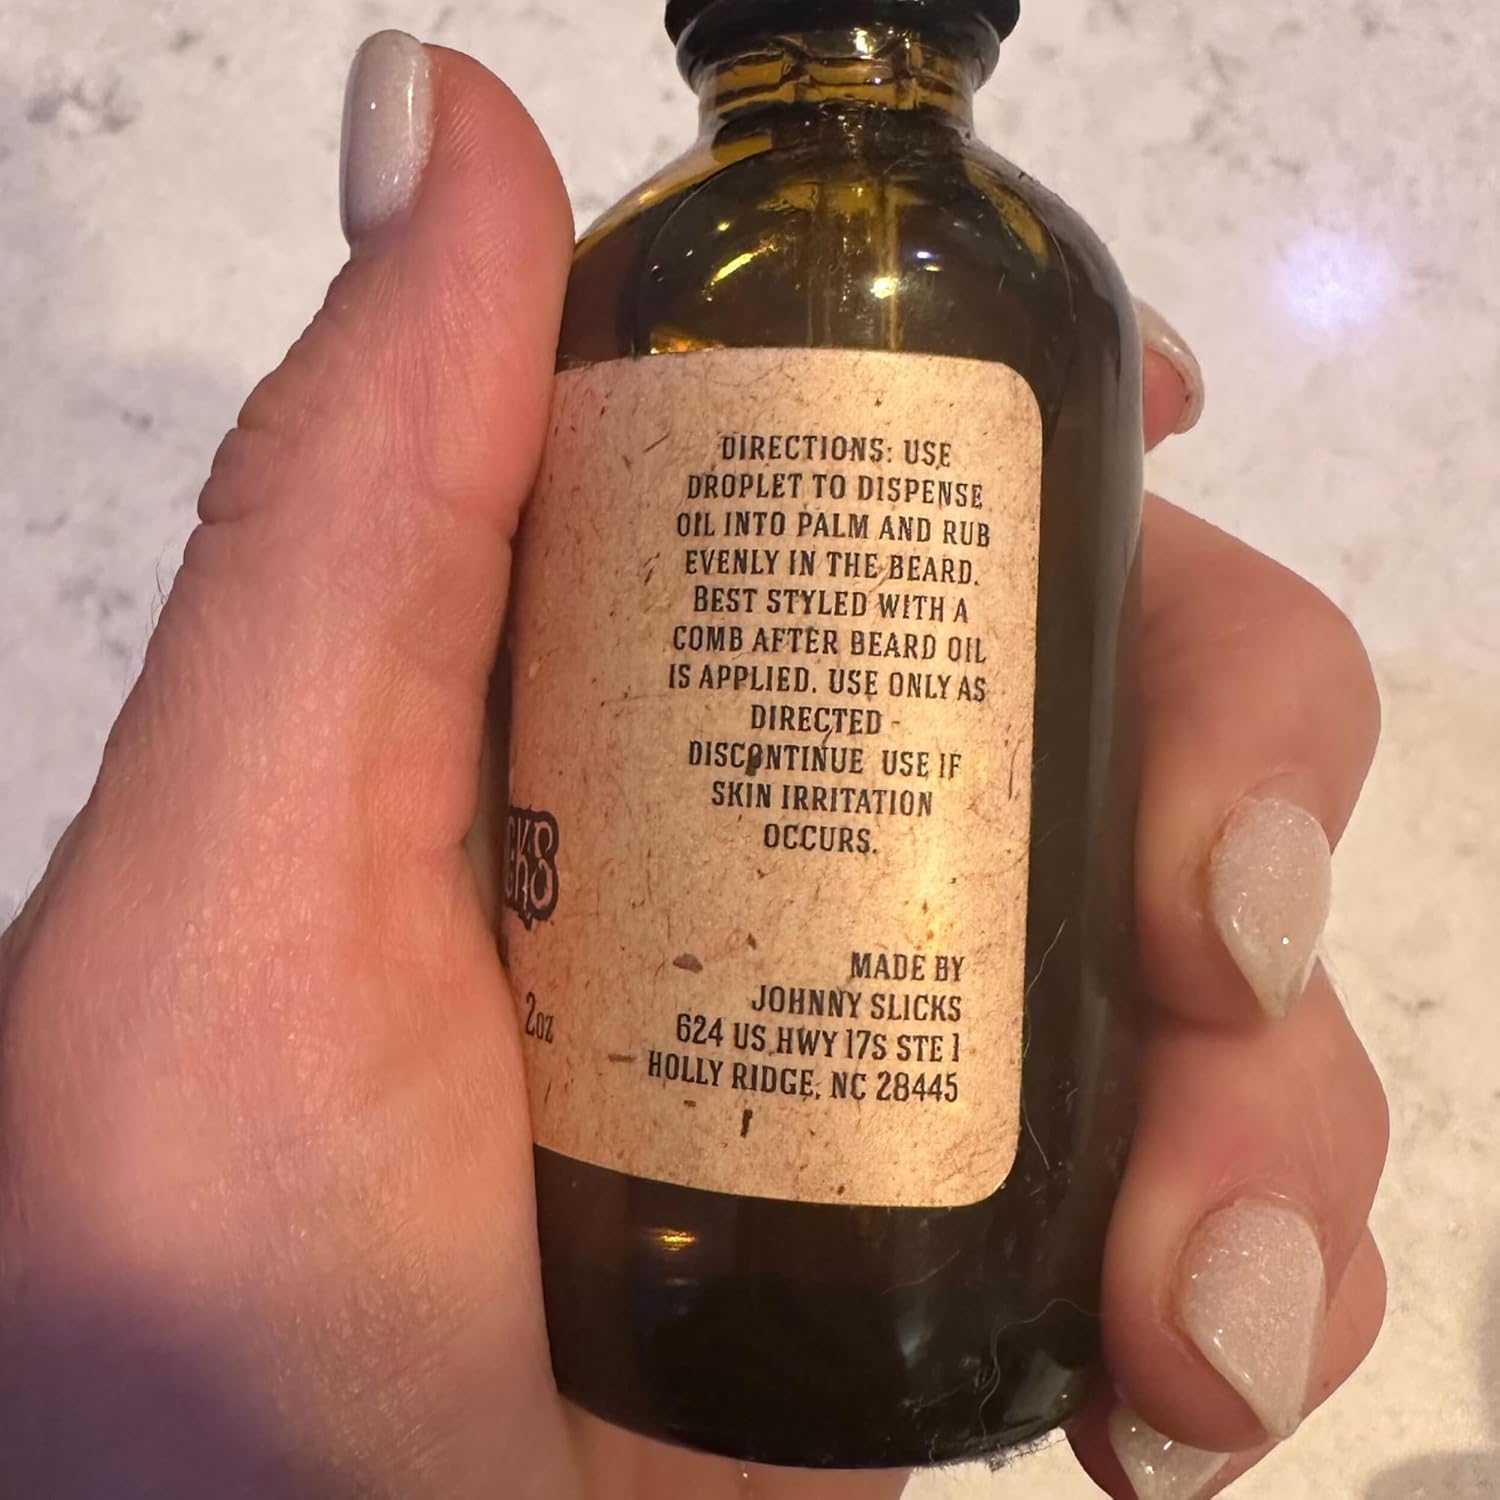 DIRECTIONS: USE
DROPLET TO DISPENSE
OIL INTO PALM AND RUB
EVENLY IN THE BEARD.
BEST STYLED WITH A
COMB AFTER BEARD OIL
IS APPLIED. USE ONLY AS
DIRECTED -
DISCONTINUE USE IF
SKIN IRRITATION
OCCURS.
2oz
MADE BY
JOHNNY SLICKS
624 US HWY 17S STE 1
HOLLY RIDGE, NC 28445